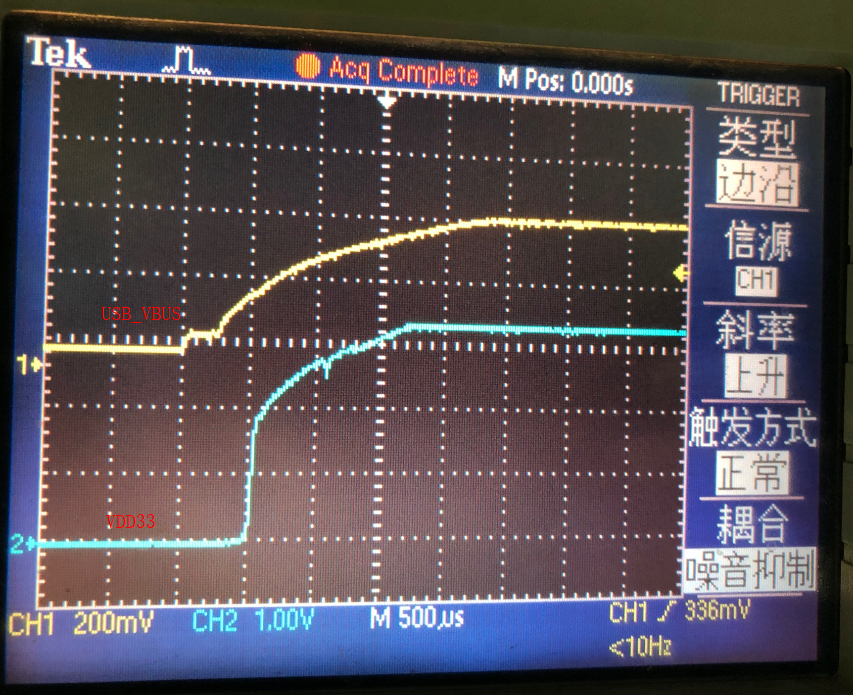 Tek Acq Complete M Pos: 0.000s TRIGGER
类型
边沿
信源
CH1
USB_VBUS
斜率
1
上升
触发方式
正常
VDD33
耦合
2
噪音抑制
CH1 200mV CH2 1.00V M 500µs CH1 336mV
<10Hz